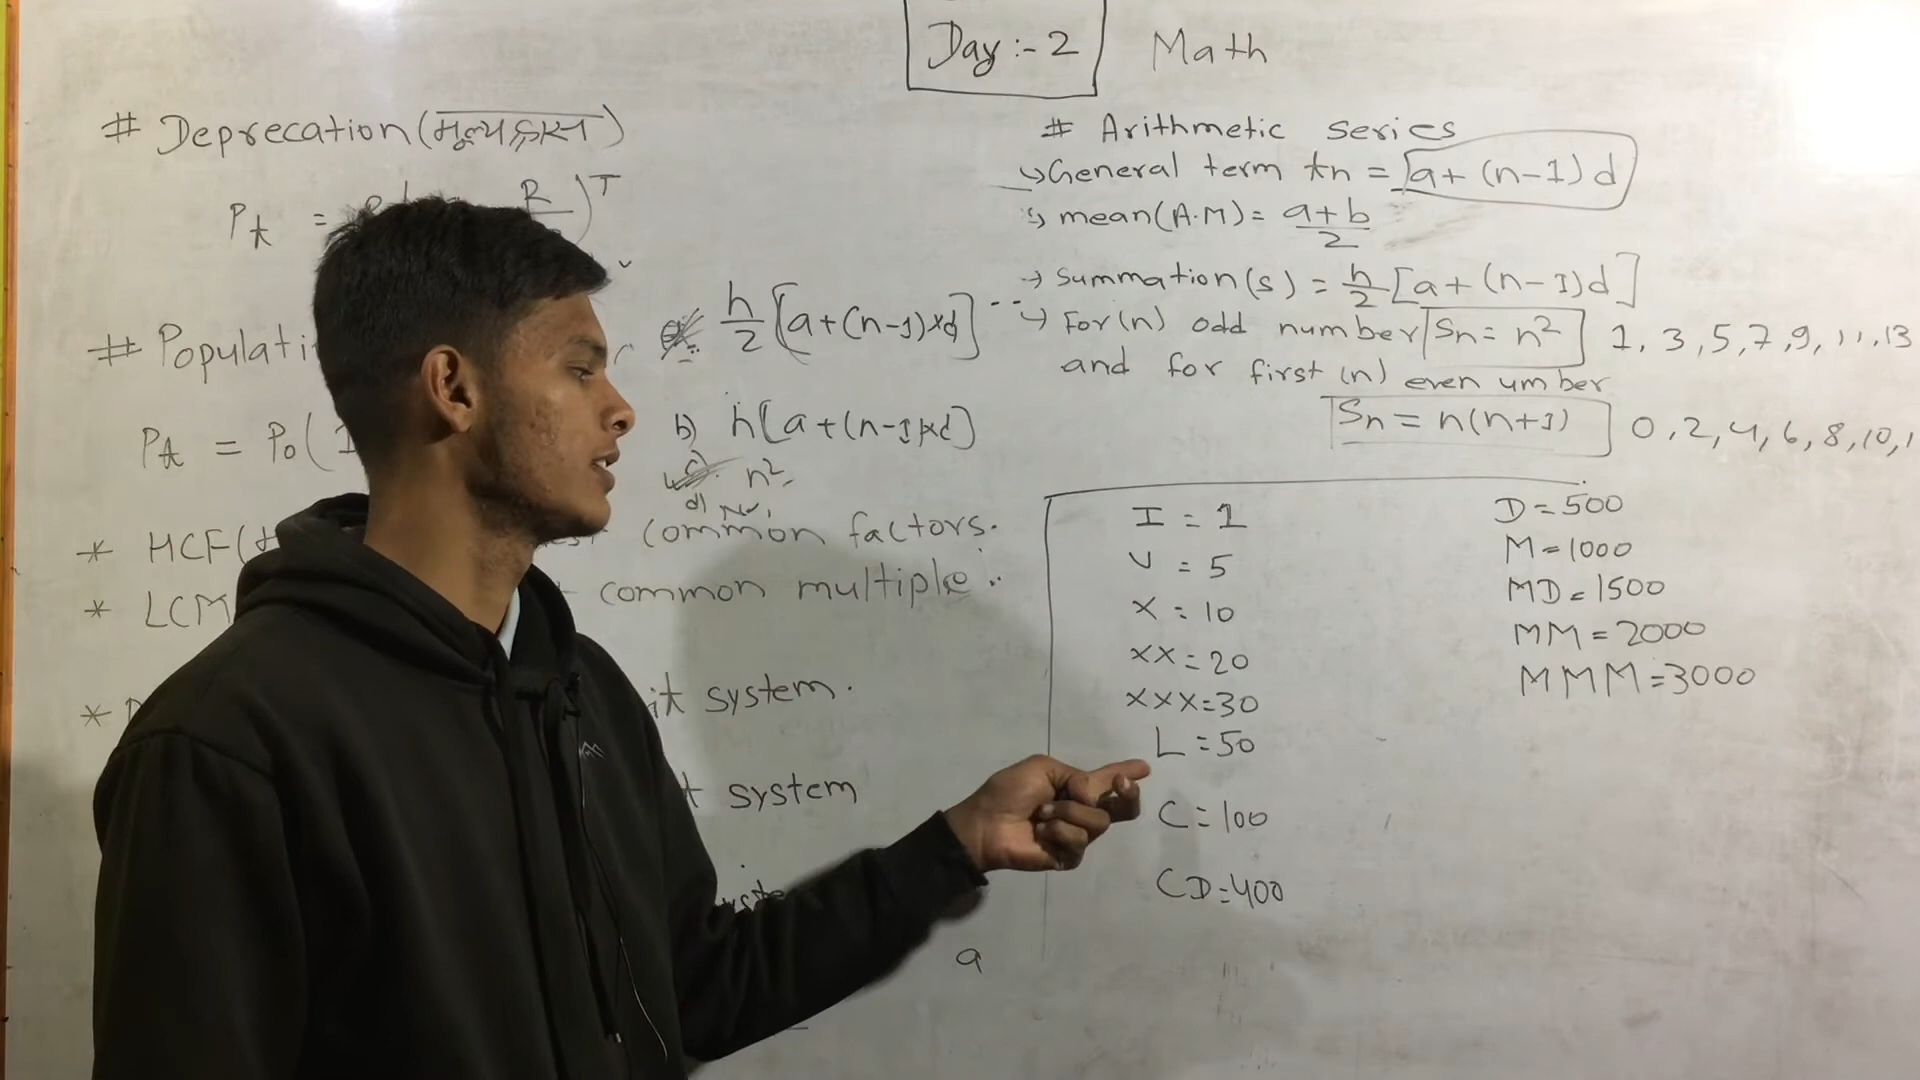 Day :- 2 Math
# Deprecation (मूल्यह्रास)
Pt = R T
# Populati
Pt = Po(1
n/2 [a+(n-1)×d]
b) n[a+(n-1)×d]
c) n²
d) No.
* HCF( common factors.
* LCM common multiple
* it system.
system
a
# Arithmetic series
↳ General term tn = a+(n-1)d
↳ mean(A.M) = a+b/2
→ Summation(s) = n/2 [a+(n-1)d]
↳ For(n) odd number Sn = n² 1, 3, 5, 7, 9, 11, 13
and for first (n) even umber
Sn = n(n+1) 0, 2, 4, 6, 8, 10, 1
I = 1
V = 5
X = 10
XX = 20
XXX = 30
L = 50
C = 100
CD = 400
D = 500
M = 1000
MD = 1500
MM = 2000
MMM = 3000